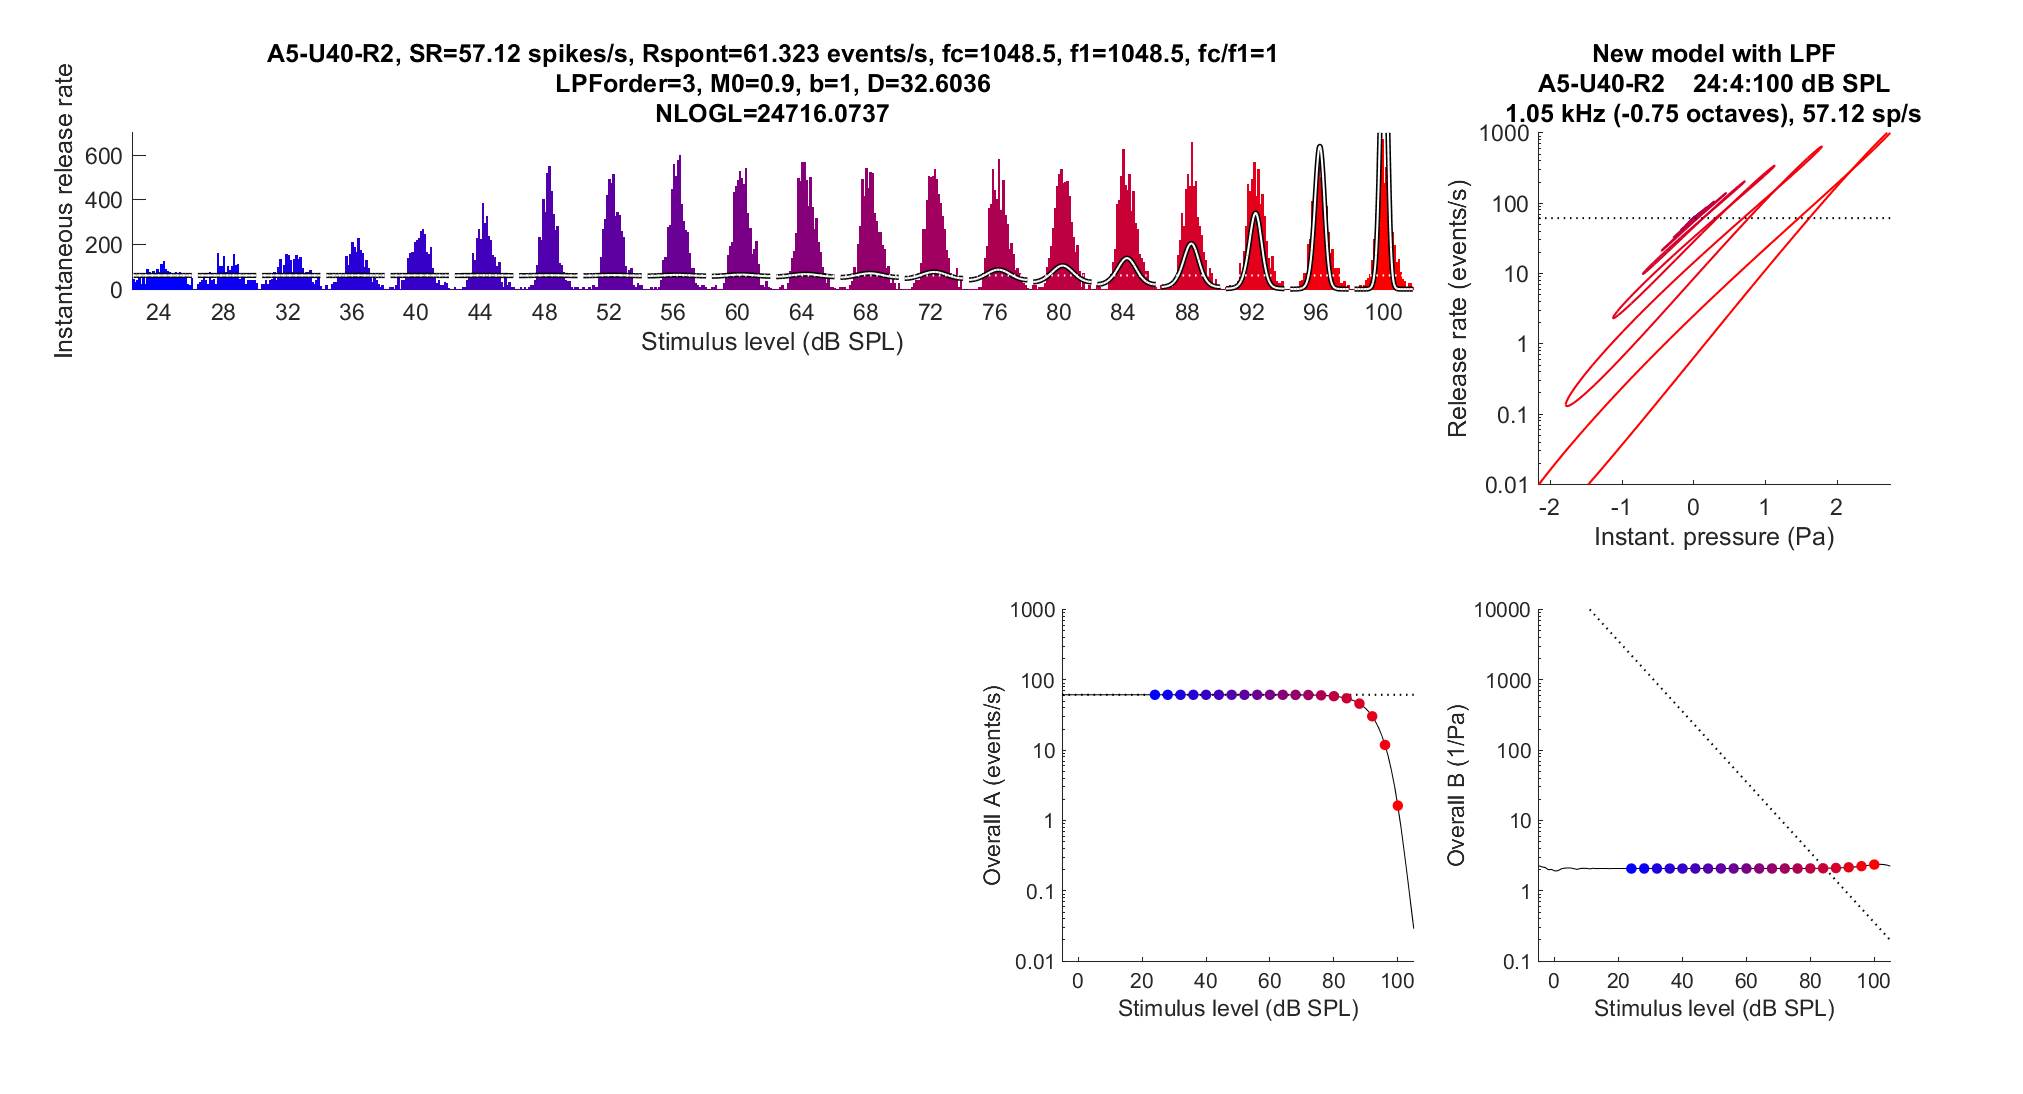 A5-U40-R2, SR=57.12 spikes/s, Rspont=61.323 events/s, fc=1048.5, f1=1048.5, fc/f1=1
LPForder=3, M0=0.9, b=1, D=32.6036
NLOGL=24716.0737
Instantaneous release rate
600
400
200
0
24 28 32 36 40 44 48 52 56 60 64 68 72 76 80 84 88 92 96 100
Stimulus level (dB SPL)
New model with LPF
A5-U40-R2    24:4:100 dB SPL
1.05 kHz (-0.75 octaves), 57.12 sp/s
Release rate (events/s)
1000
100
10
1
0.1
0.01
-2 -1 0 1 2
Instant. pressure (Pa)
Overall A (events/s)
1000
100
10
1
0.1
0.01
0 20 40 60 80 100
Stimulus level (dB SPL)
Overall B (1/Pa)
10000
1000
100
10
1
0.1
0 20 40 60 80 100
Stimulus level (dB SPL)